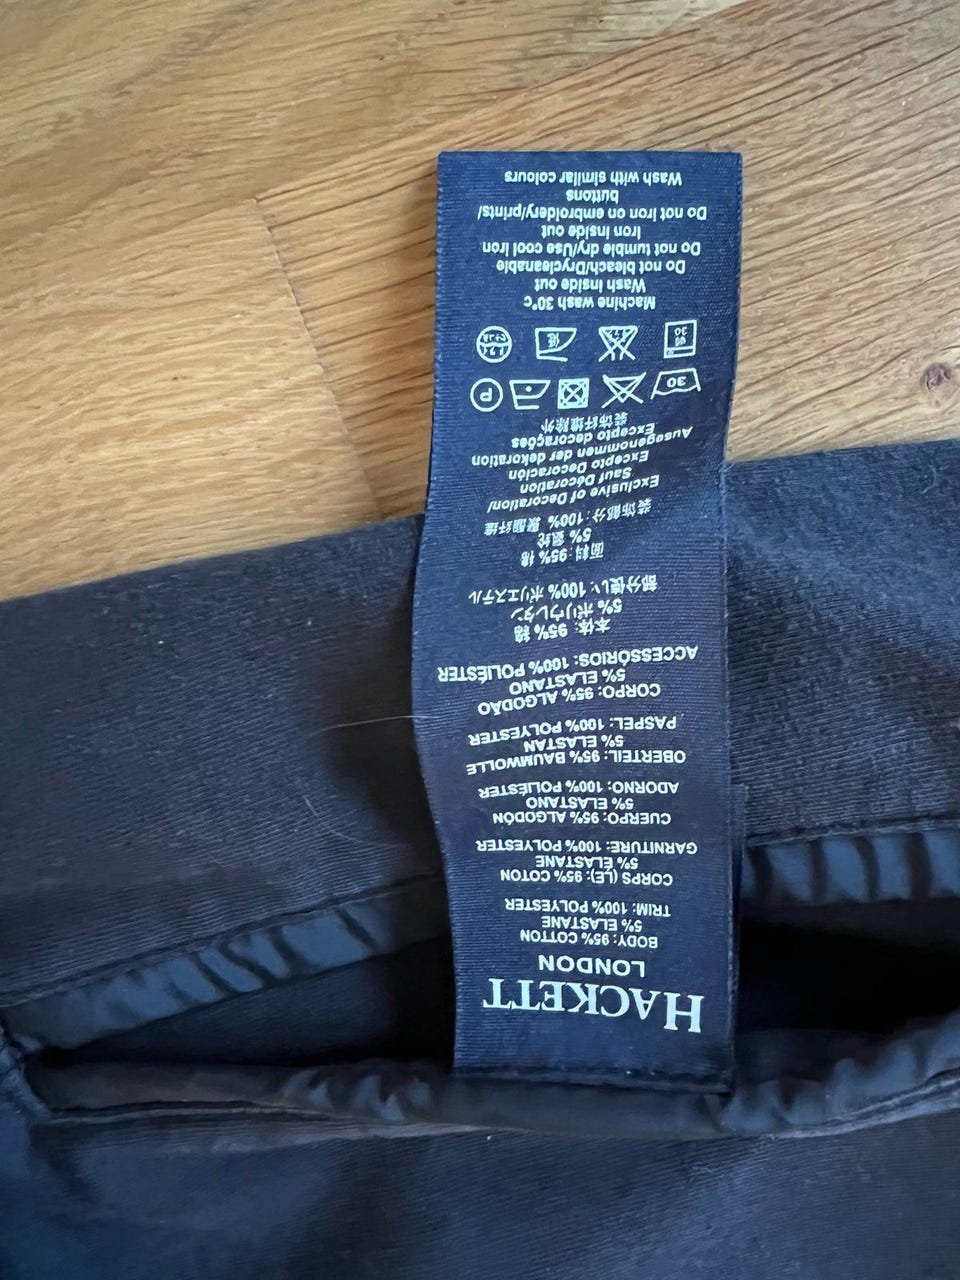 HACKETT
LONDON
BODY: 95% COTTON
5% ELASTANE
TRIM: 100% POLYESTER
CORPS (LE): 95% COTON
5% ÉLASTANE
GARNITURE: 100% POLYESTER
CUERPO: 95% ALGODÓN
5% ELASTANO
ADORNO: 100% POLIÉSTER
OBERTEIL: 95% BAUMWOLLE
5% ELASTAN
PASPEL: 100% POLYESTER
CORPO: 95% ALGODÃO
5% ELASTANO
ACCESSÓRIOS: 100% POLIÉSTER
本体: 95% 綿
5% ポリウレタン
部分使い: 100% ポリエステル
面料: 95% 棉
5% 氨纶
装饰部分: 100% 聚酯纤维
Exclusive of Decoration/
Sauf Décoration
Excepto Decoración
Ausgenommen der dekoration
Excepto decorações
装饰纤维除外
30 P
30 低
Machine wash 30°c
Wash inside out
Do not bleach/Drycleanable
Do not tumble dry/Use cool iron
Iron inside out
Do not iron on embroidery/prints/
buttons
Wash with similar colours